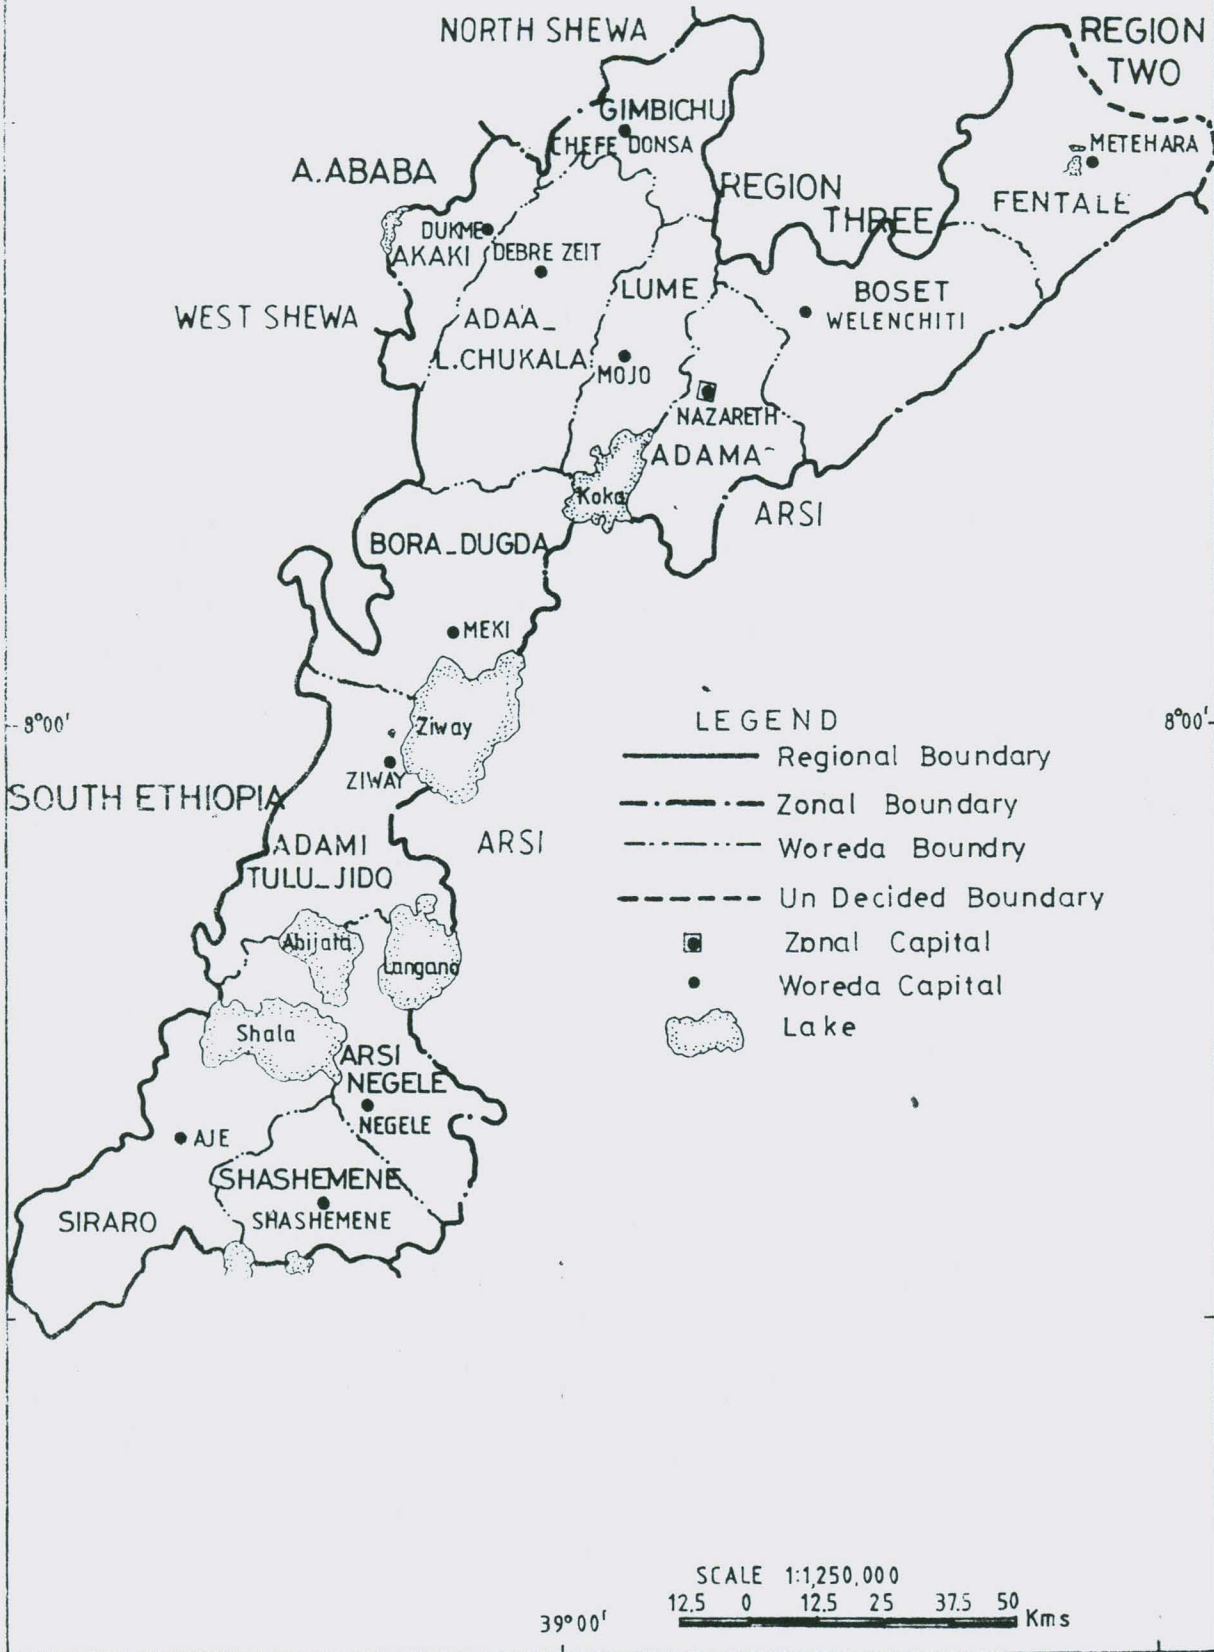 NORTH SHEWA
REGION
TWO
GIMBICHU
CHEFE DONSA
METEHARA
A.ABABA
REGION
THREE
FENTALE
DUKME
AKAKI
DEBRE ZEIT
LUME
BOSET
WELENCHITI
WEST SHEWA
ADAA_
L.CHUKALA
MOJO
NAZARETH
ADAMA
Koka
ARSI
BORA_DUGDA
MEKI
8°00'
Ziway
8°00'
ZIWAY
SOUTH ETHIOPIA
ADAMI
TULU_JIDO
ARSI
LEGEND
Regional Boundary
Zonal Boundary
Woreda Boundry
Un Decided Boundary
Zonal Capital
Woreda Capital
Lake
Abijata
Langano
Shala
ARSI
NEGELE
NEGELE
AJE
SHASHEMENE
SHASHEMENE
SIRARO
SCALE 1:1,250,000
12.5 0 12.5 25 37.5 50 Kms
39°00'